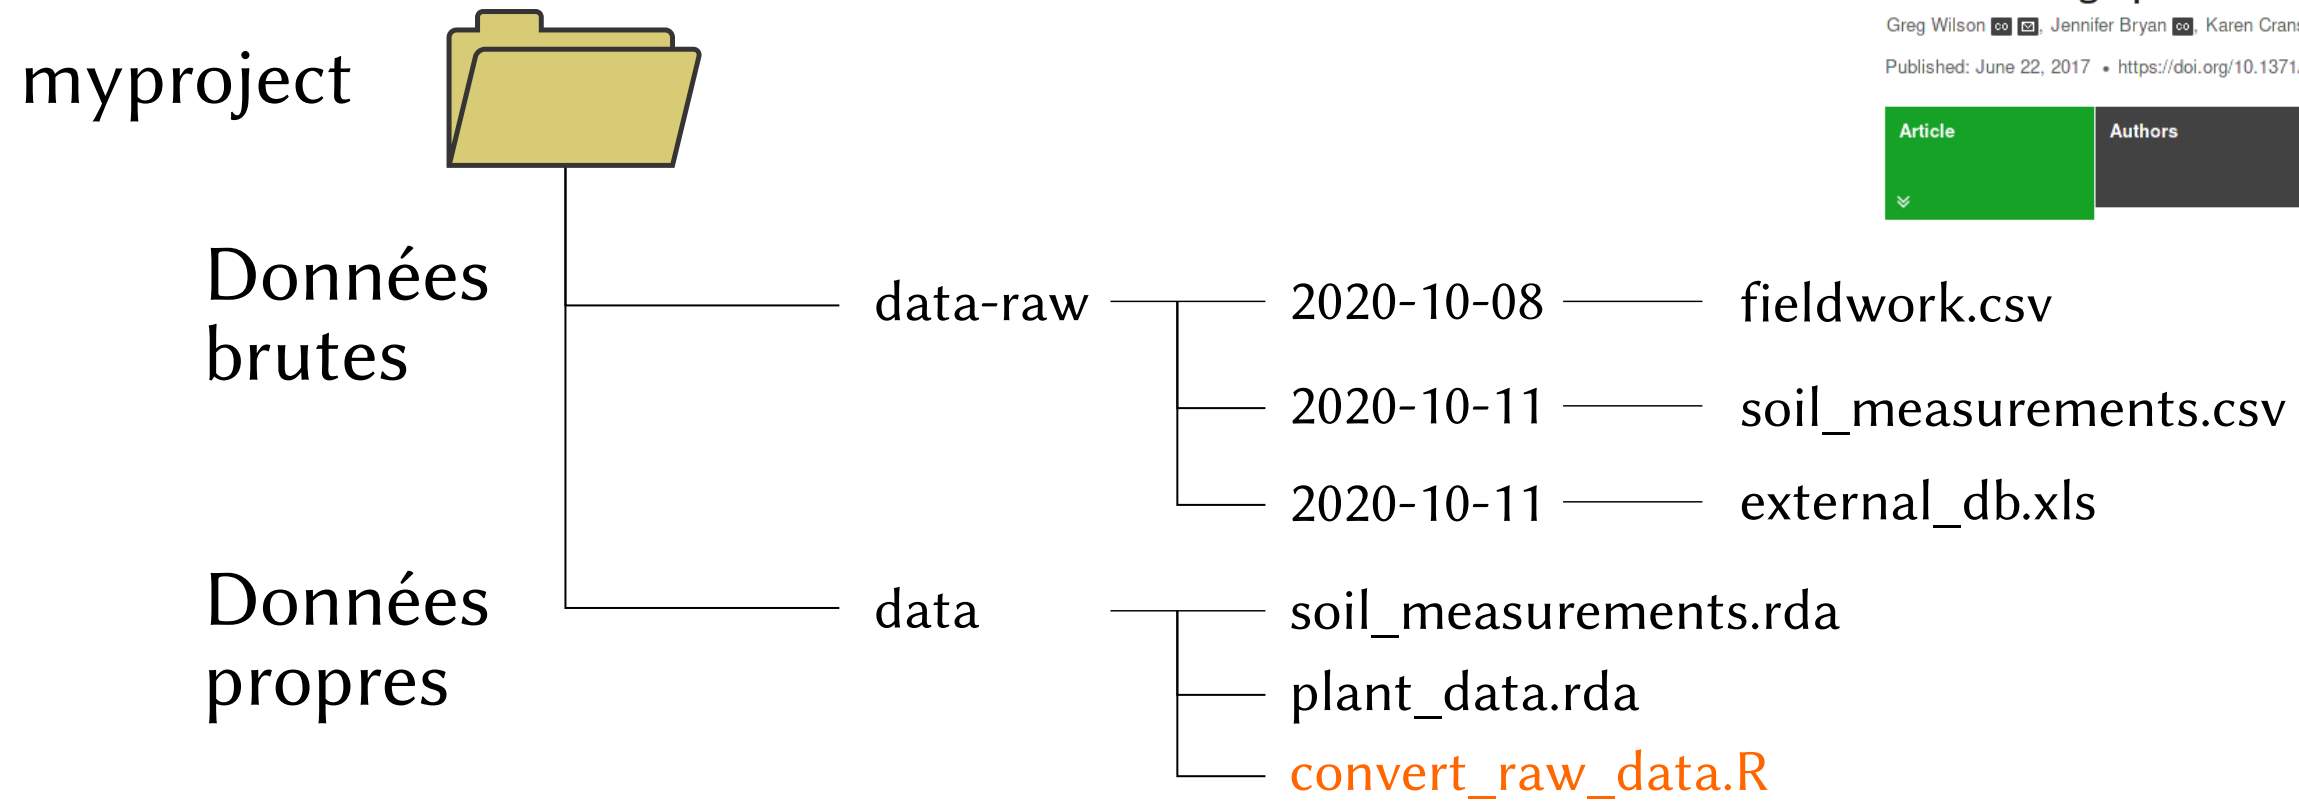 myproject
Greg Wilson co , Jennifer Bryan co , Karen
Published: June 22, 2017 • https://doi.org/10.1371
Article
Authors
Données
brutes
data-raw
2020-10-08
fieldwork.csv
2020-10-11
soil_measurements.csv
2020-10-11
external_db.xls
Données
propres
data
soil_measurements.rda
plant_data.rda
convert_raw_data.R